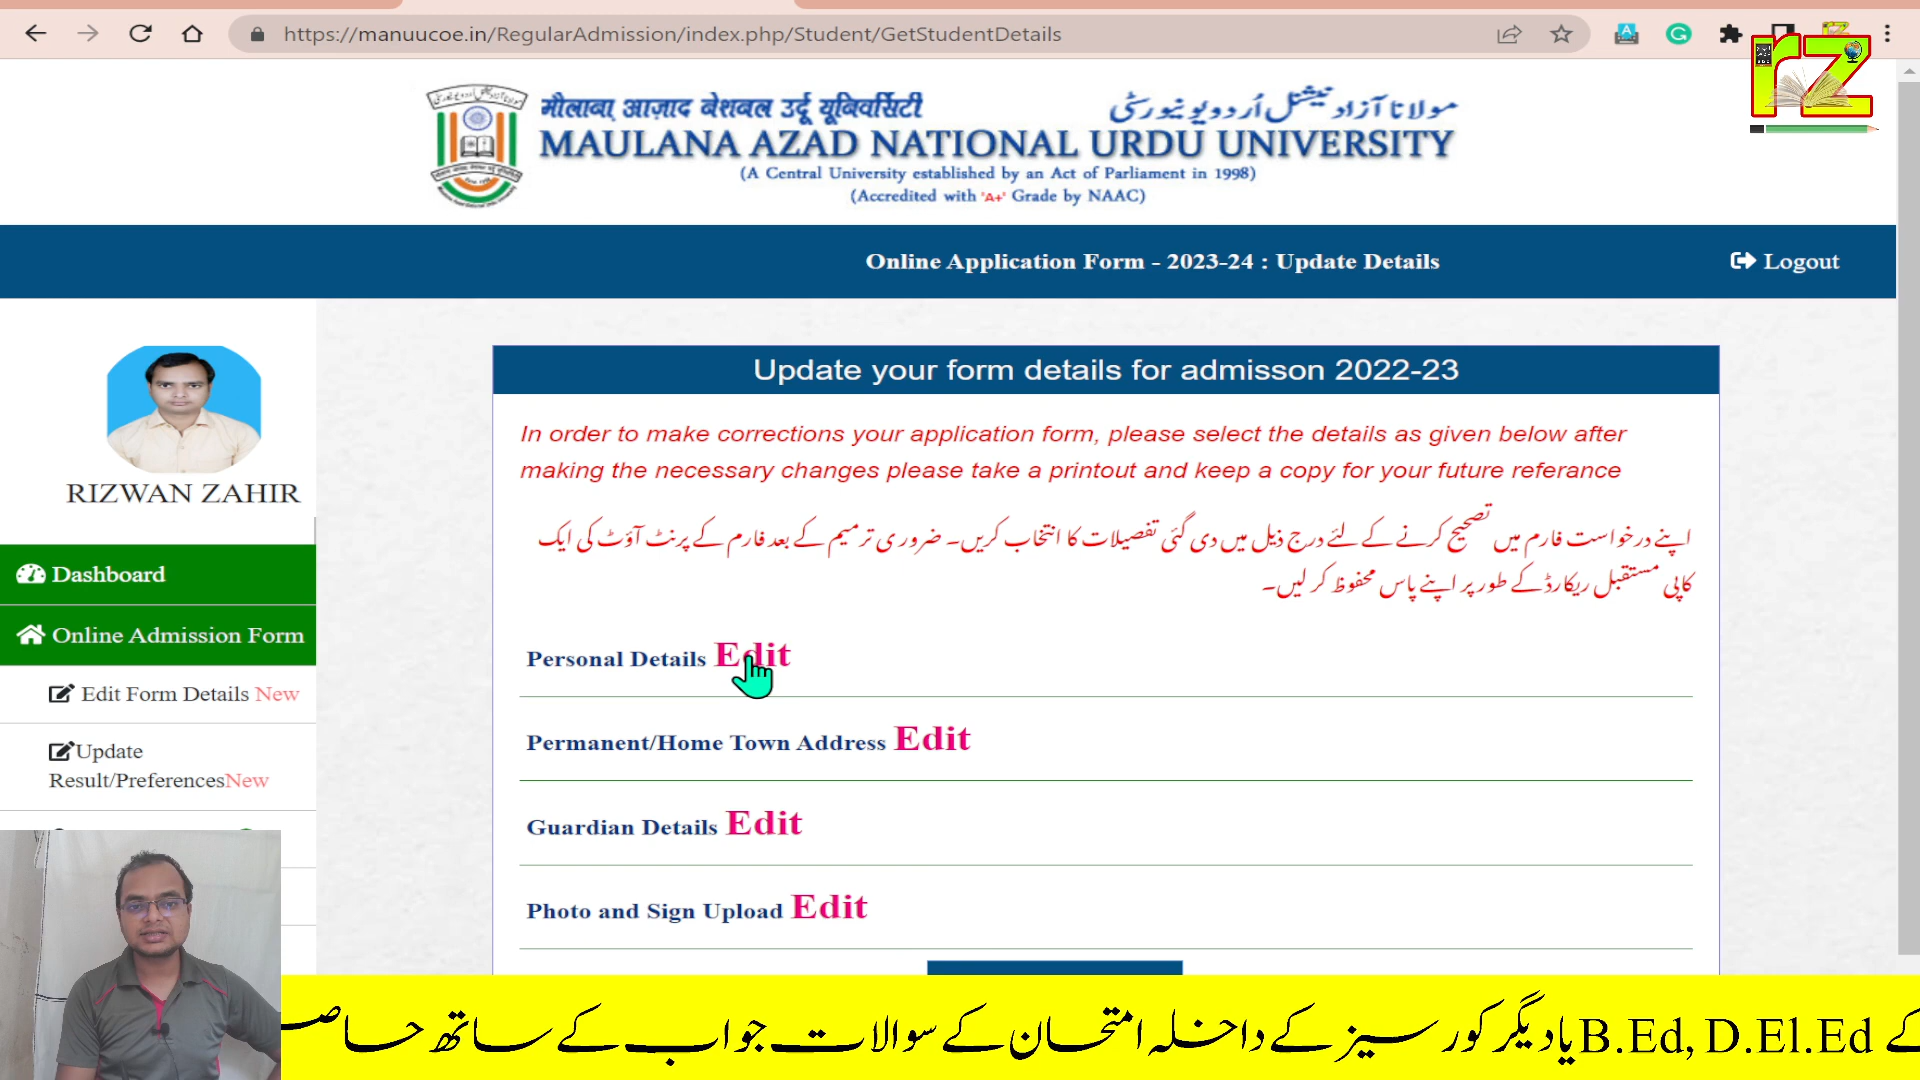 https://manuucoe.in/RegularAdmission/index.php/Student/GetStudentDetails
rz
मौलाना आज़ाद नेशनल उर्दू यूनिवर्सिटी
مولانا آزاد نیشنل اُردو یونیورسٹی
MAULANA AZAD NATIONAL URDU UNIVERSITY
(A Central University established by an Act of Parliament in 1998)
(Accredited with 'A+' Grade by NAAC)
Online Application Form - 2023-24 : Update Details
Logout
RIZWAN ZAHIR
Dashboard
Online Admission Form
Edit Form Details New
Update
Result/PreferencesNew
Update your form details for admisson 2022-23
In order to make corrections your application form, please select the details as given below after
making the necessary changes please take a printout and keep a copy for your future referance
اپنے درخواست فارم میں تصحیح کرنے کے لئے درج ذیل میں دی گئی تفصیلات کا انتخاب کریں۔ ضروری ترمیم کے بعد فارم کے پرنٹ آؤٹ کی ایک
کاپی مستقبل ریکارڈ کے طور پر اپنے پاس محفوظ کر لیں۔
Personal Details Edit
Permanent/Home Town Address Edit
Guardian Details Edit
Photo and Sign Upload Edit
کے B.Ed, D.El.Ed یا دیگر کورسیز کے داخلہ امتحان کے سوالات جواب کے ساتھ حاصـ